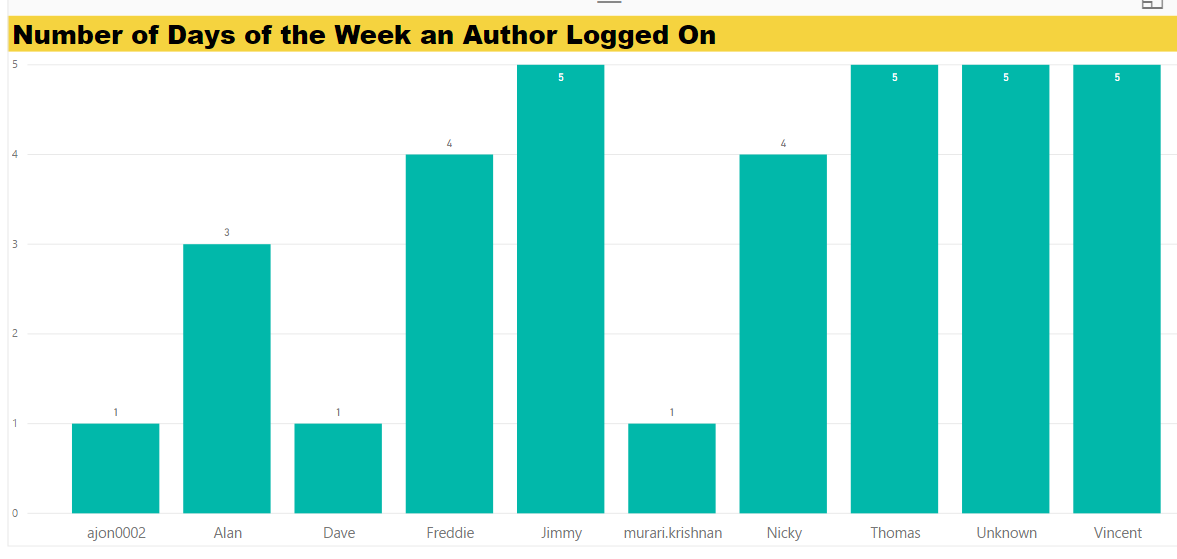 Number of Days of the Week an Author Logged On
5
5 5 5 5
4
4 4
3
3
2
1
1 1 1
0
ajon0002 Alan Dave Freddie Jimmy murari.krishnan Nicky Thomas Unknown Vincent